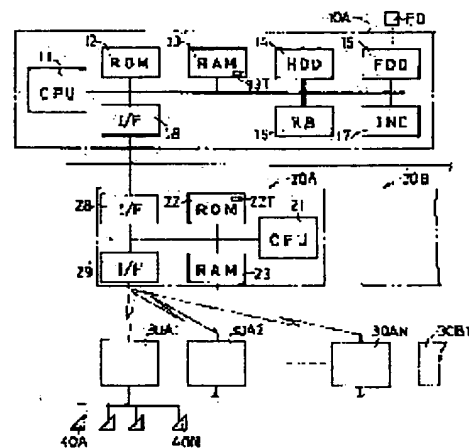 10A FD
11 12 13 14 15
ROM RAM HDD FDD
CPU 13T
I/F 18 KB 16 17 INC
20A 20B
28 I/F 22 ROM 22T 21
CPU
29 I/F RAM 23
30A1 30A2 30AN 30B1
40A 40N